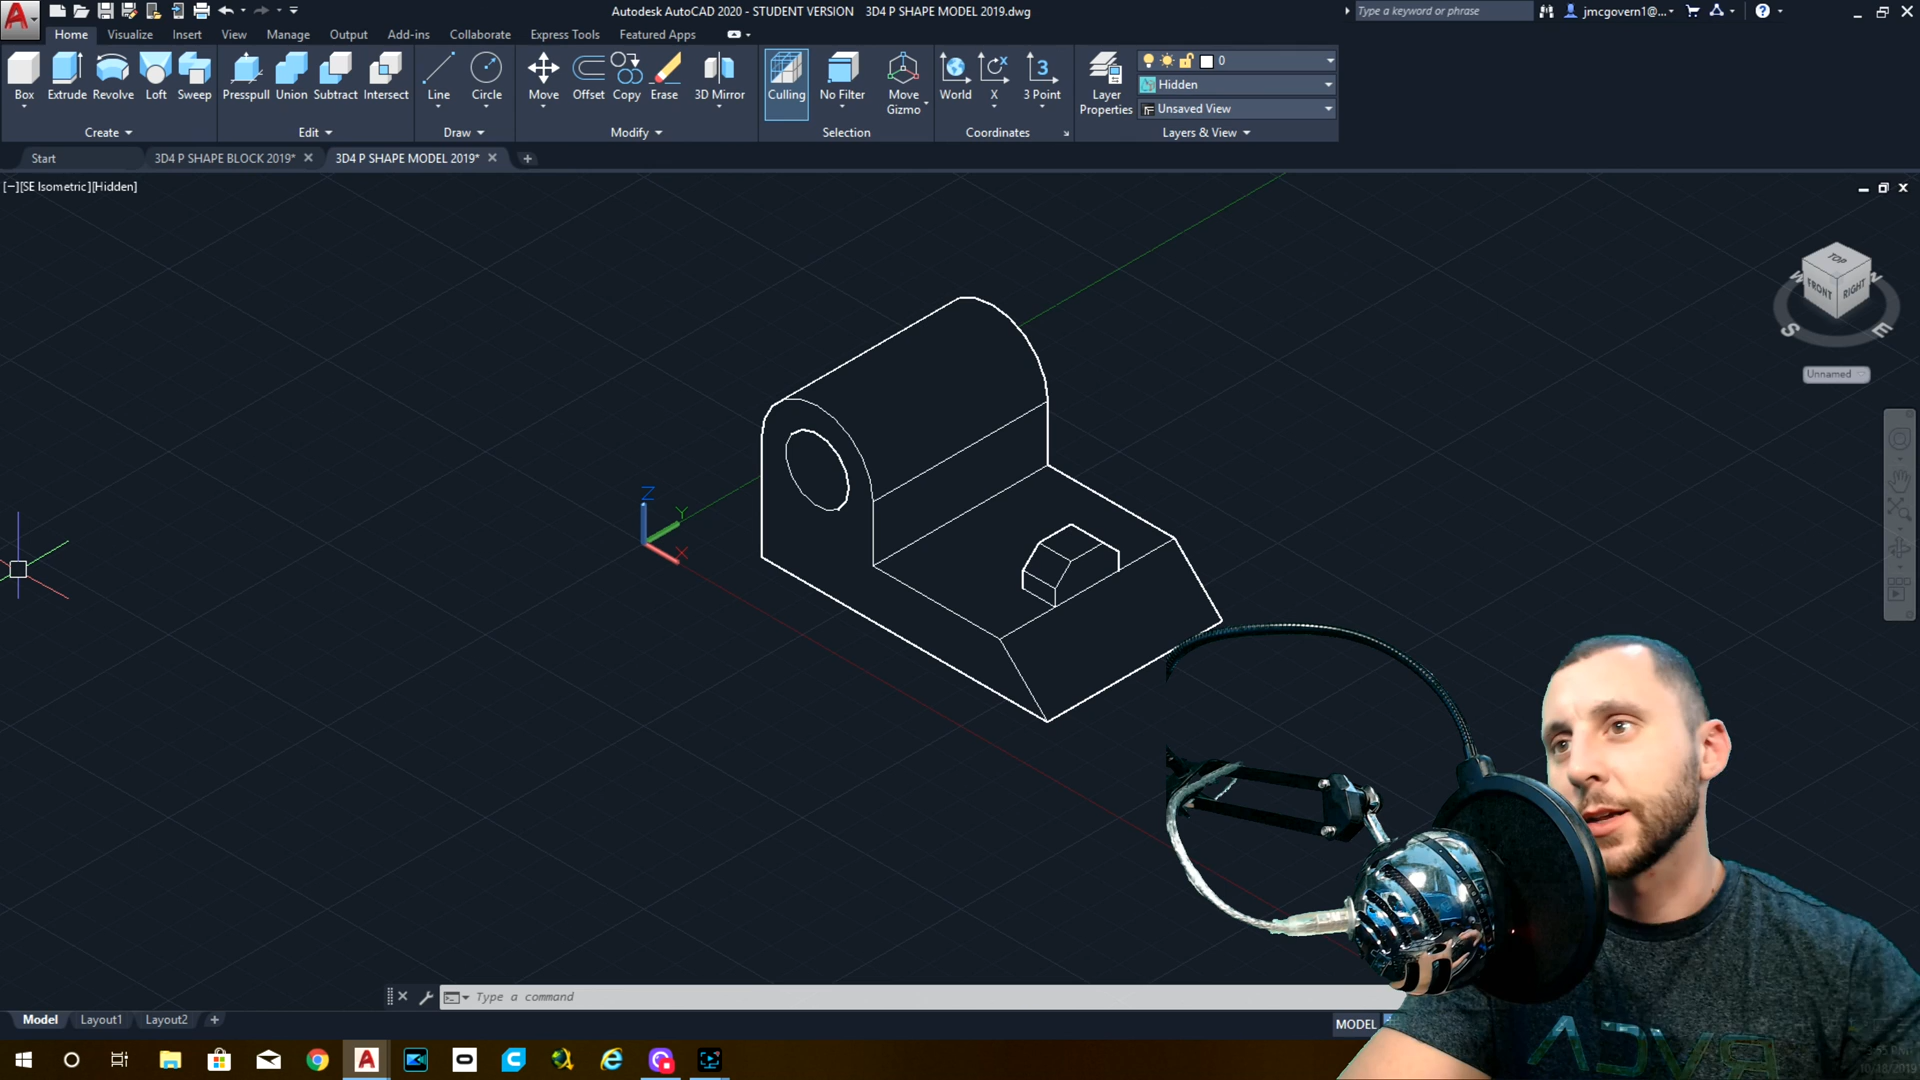 Autodesk AutoCAD 2020 - STUDENT VERSION 3D4 P SHAPE MODEL 2019.dwg
Type a keyword or phrase
jmcgovern1@...
Home Visualize Insert View Manage Output Add-ins Collaborate Express Tools Featured Apps
Box Extrude Revolve Loft Sweep Presspull Union Subtract Intersect Line Circle Move Offset Copy Erase 3D Mirror Culling No Filter Move Gizmo World X 3 Point Layer Properties
0
Hidden
Unsaved View
Create Edit Draw Modify Selection Coordinates Layers & View
Start 3D4 P SHAPE BLOCK 2019* 3D4 P SHAPE MODEL 2019*
[−][SE Isometric][Hidden]
TOP
FRONT
RIGHT
W
N
S
E
Unnamed
Z
Y
X
Type a command
Model Layout1 Layout2
MODEL
10/18/2019